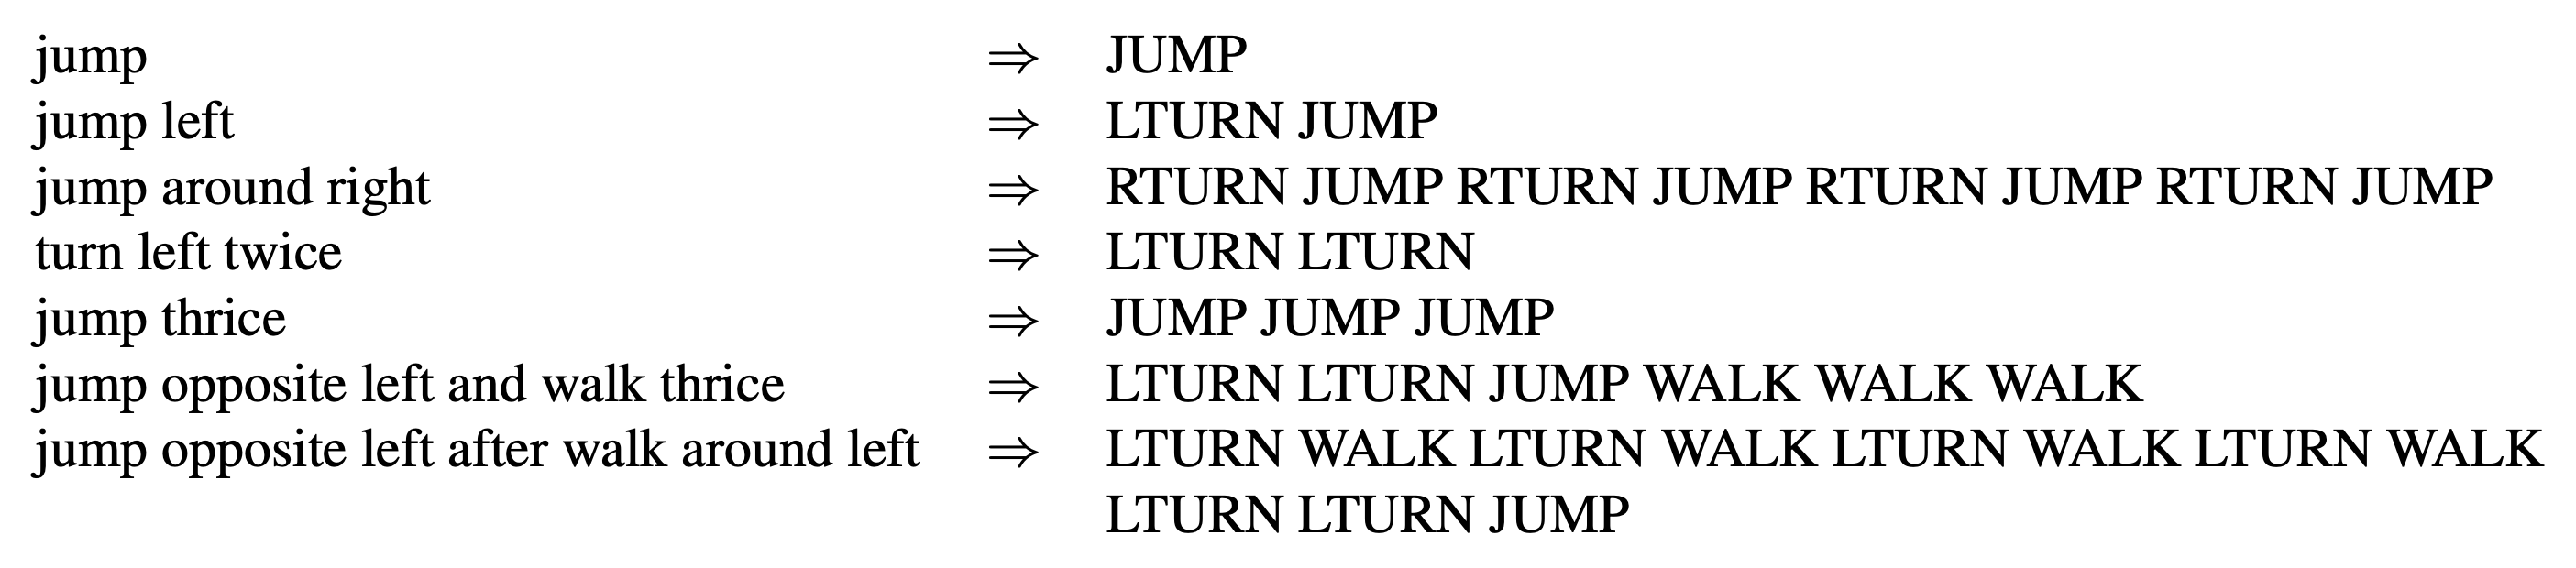 jump ⇒ JUMP
jump left ⇒ LTURN JUMP
jump around right ⇒ RTURN JUMP RTURN JUMP RTURN JUMP RTURN JUMP
turn left twice ⇒ LTURN LTURN
jump thrice ⇒ JUMP JUMP JUMP
jump opposite left and walk thrice ⇒ LTURN LTURN JUMP WALK WALK WALK
jump opposite left after walk around left ⇒ LTURN WALK LTURN WALK LTURN WALK LTURN WALK
LTURN LTURN JUMP